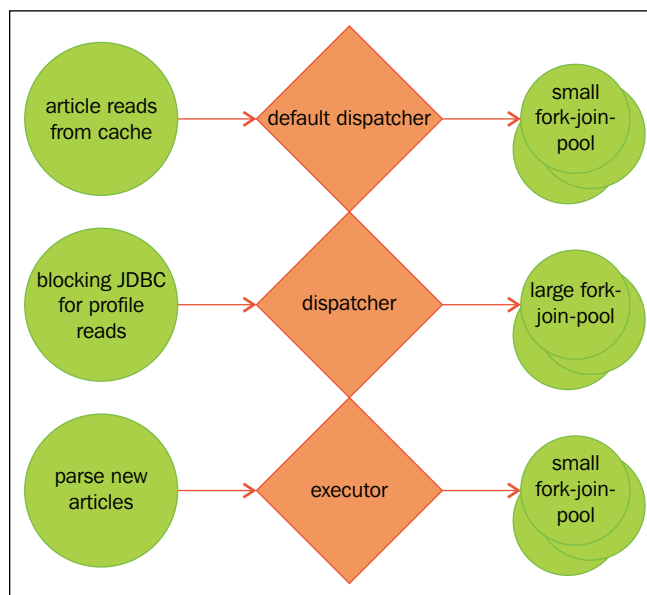 article reads
from cache
default dispatcher
small
fork-join-
pool
blocking JDBC
for profile
reads
dispatcher
large fork-
join-pool
parse new
articles
executor
small
fork-join-
pool